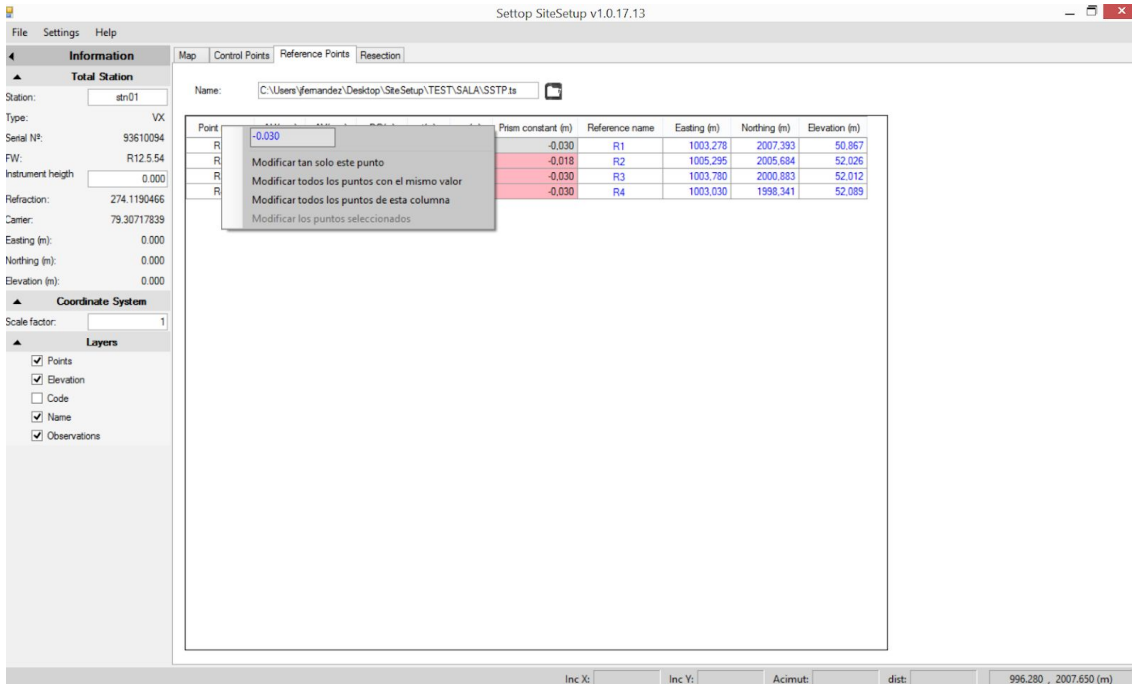 Settop SiteSetup v1.0.17.13
File Settings Help
Information
Map Control Points Reference Points Resection
Total Station
Station: stn01
Name: C:\Users\jfernandez\Desktop\SiteSetup\TEST\SALA\SSTP.ts
Type: VX
Serial Nº: 93610094
FW: R12.5.54
Instrument heigth 0.000
Refraction: 274.1190466
Carrier: 79.30717839
Easting (m): 0.000
Northing (m): 0.000
Elevation (m): 0.000
Coordinate System
Scale factor: 1
Layers
Points
Elevation
Code
Name
Observations
Point Prism constant (m) Reference name Easting (m) Northing (m) Elevation (m)
R -0,030 R1 1003,278 2007,393 50,867
R -0,018 R2 1005,295 2005,684 52,026
R -0,030 R3 1003,780 2000,883 52,012
R -0,030 R4 1003,030 1998,341 52,089
-0.030
Modificar tan solo este punto
Modificar todos los puntos con el mismo valor
Modificar todos los puntos de esta columna
Modificar los puntos seleccionados
Inc X: Inc Y: Acimut: dist: 996.280 , 2007.650 (m)